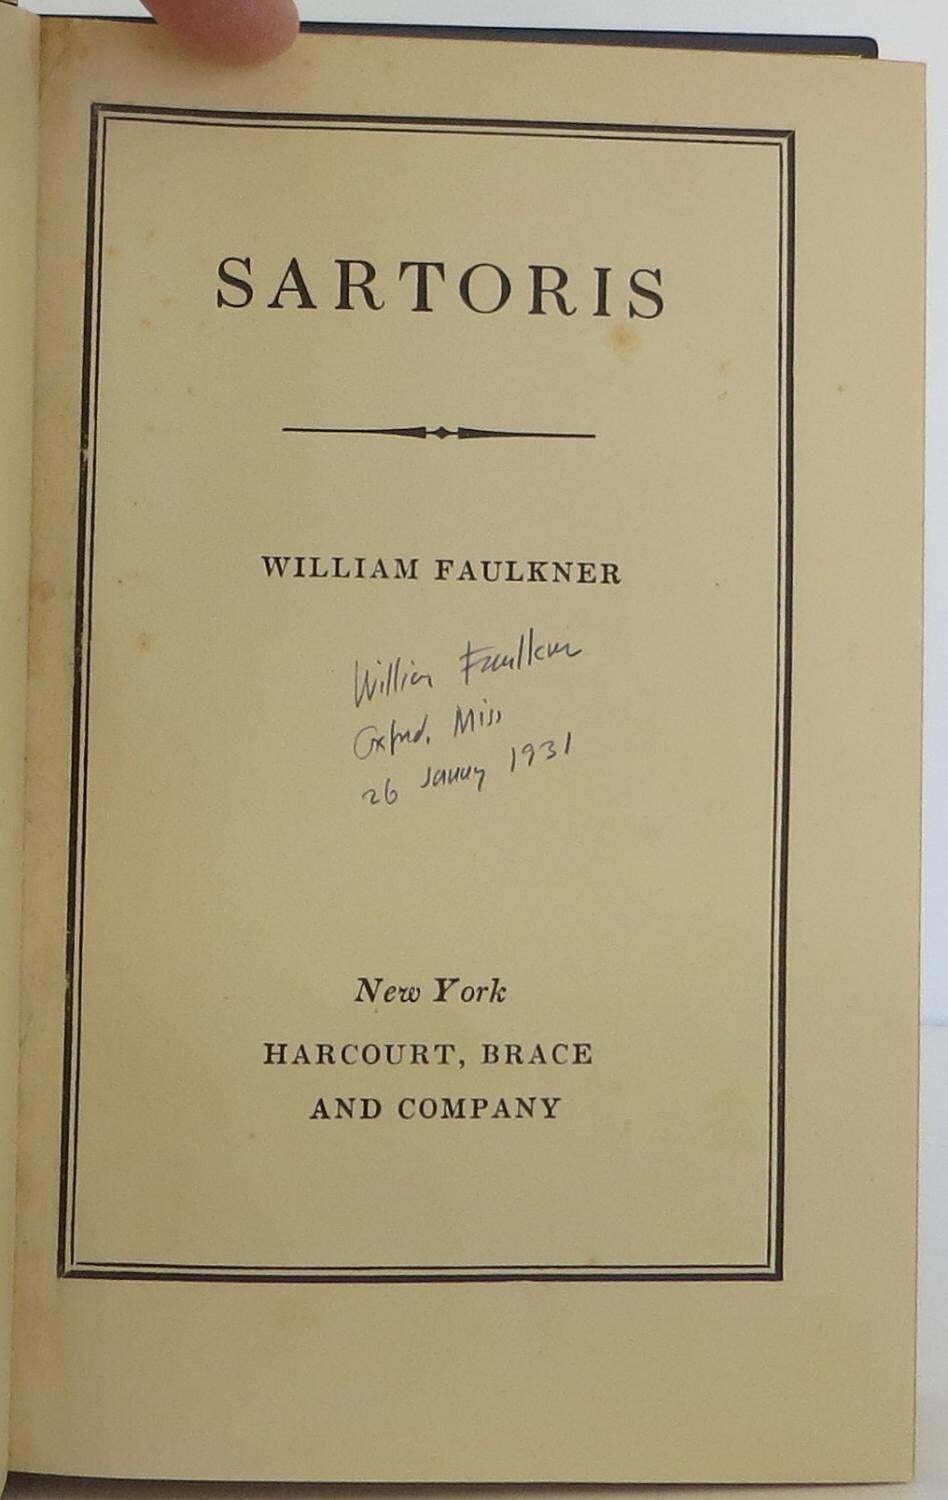 SARTORIS
WILLIAM FAULKNER
William Faulkner
Oxford, Miss
26 January 1931
New York
HARCOURT, BRACE
AND COMPANY